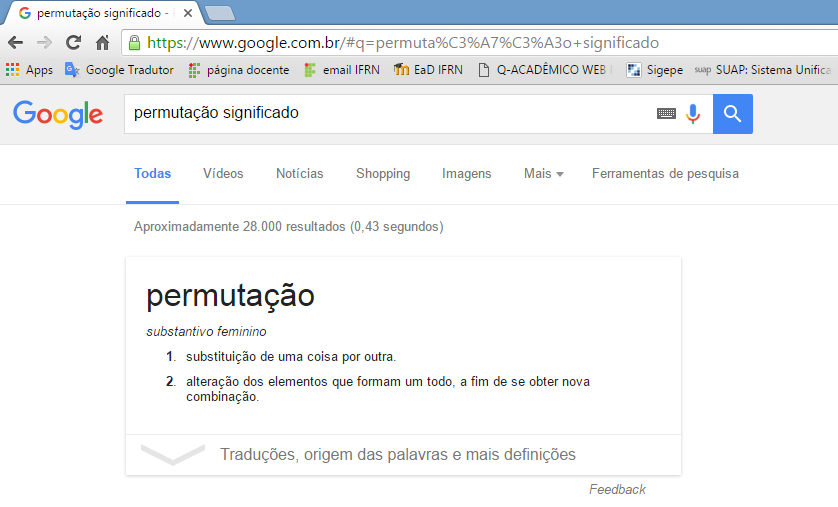 permutação significado -
https://www.google.com.br/#q=permuta%C3%A7%C3%A3o+significado
Apps Google Tradutor página docente email IFRN EaD IFRN Q-ACADÊMICO WEB Sigepe suap SUAP: Sistema Unifica
Google permutação significado
Todas Vídeos Notícias Shopping Imagens Mais Ferramentas de pesquisa
Aproximadamente 28.000 resultados (0,43 segundos)
permutação
substantivo feminino
1. substituição de uma coisa por outra.
2. alteração dos elementos que formam um todo, a fim de se obter nova
combinação.
Traduções, origem das palavras e mais definições
Feedback